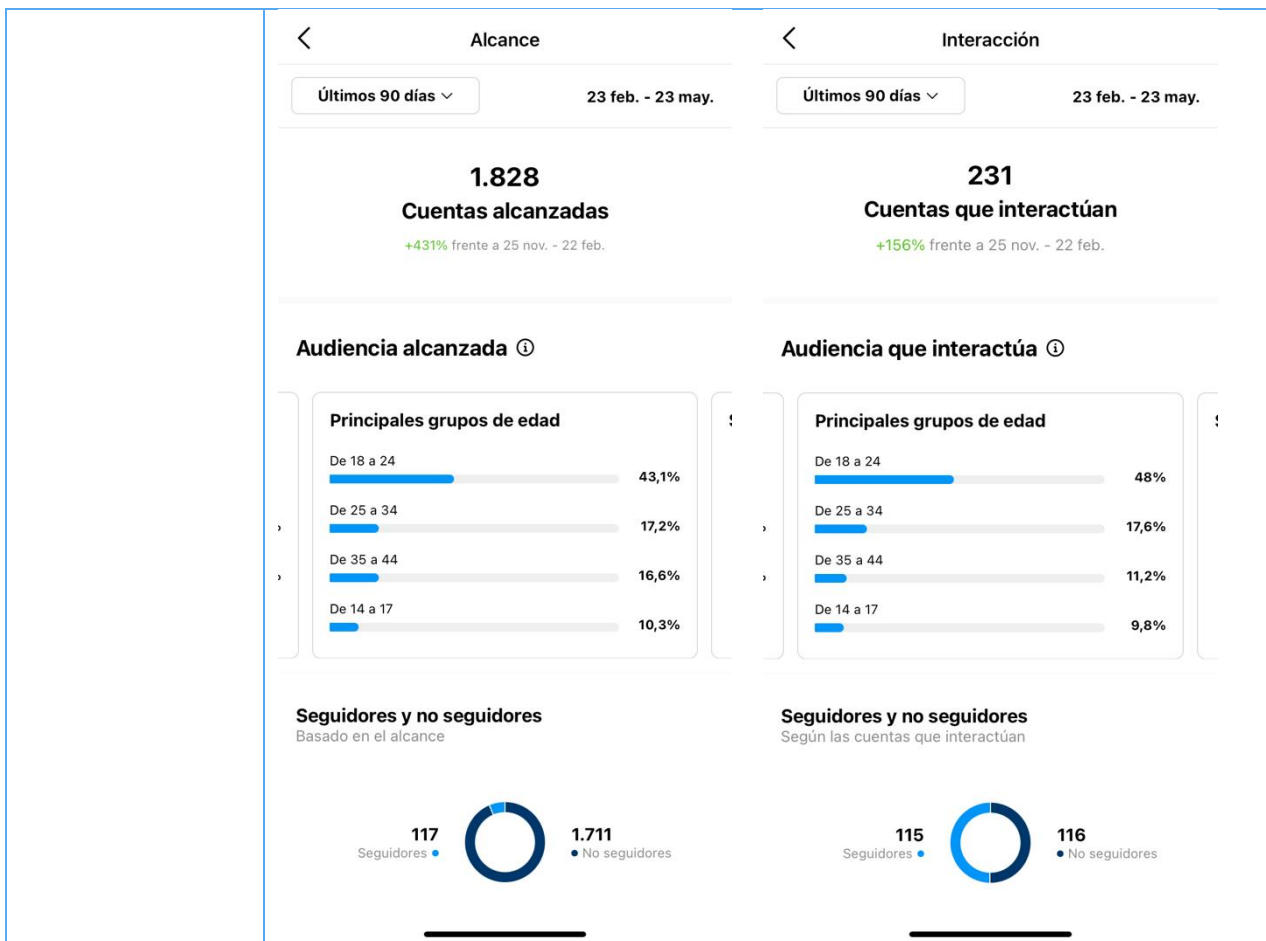 Alcance
Últimos 90 días
23 feb. - 23 may.
1.828
Cuentas alcanzadas
+431% frente a 25 nov. - 22 feb.
Audiencia alcanzada
Principales grupos de edad
De 18 a 24
43,1%
De 25 a 34
17,2%
De 35 a 44
16,6%
De 14 a 17
10,3%
Seguidores y no seguidores
Basado en el alcance
117
Seguidores
1.711
No seguidores
Interacción
Últimos 90 días
23 feb. - 23 may.
231
Cuentas que interactúan
+156% frente a 25 nov. - 22 feb.
Audiencia que interactúa
Principales grupos de edad
De 18 a 24
48%
De 25 a 34
17,6%
De 35 a 44
11,2%
De 14 a 17
9,8%
Seguidores y no seguidores
Según las cuentas que interactúan
115
Seguidores
116
No seguidores